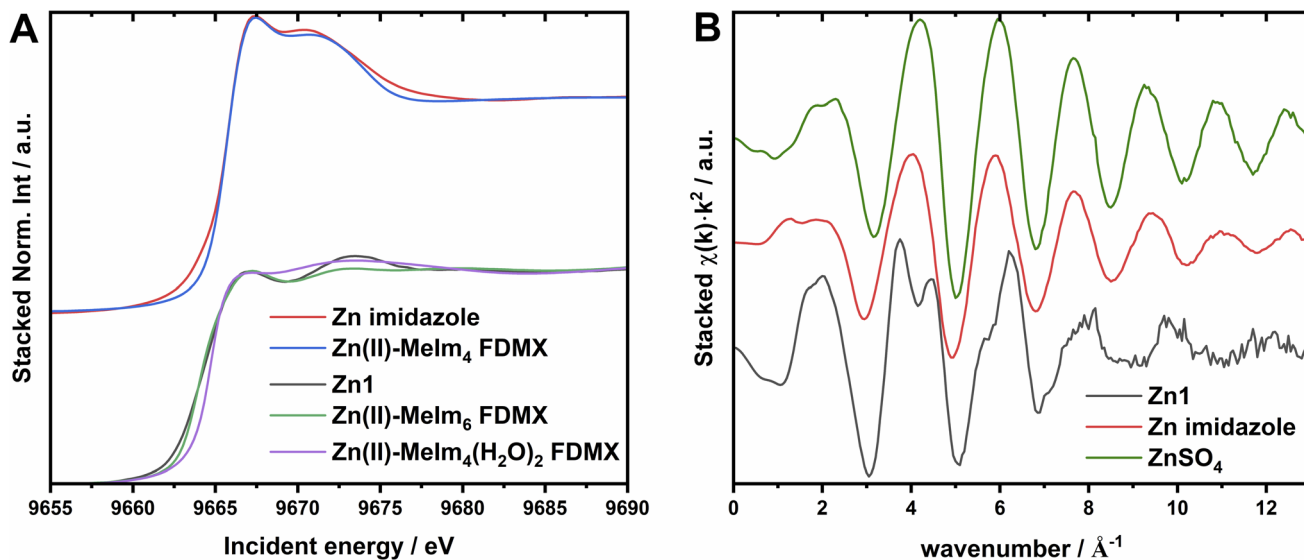 A
Stacked Norm. Int / a.u.
Zn imidazole
Zn(II)-MeIm₄ FDMX
Zn1
Zn(II)-MeIm₆ FDMX
Zn(II)-MeIm₄(H₂O)₂ FDMX
9655 9660 9665 9670 9675 9680 9685 9690
Incident energy / eV
B
Stacked χ(k)·k² / a.u.
Zn1
Zn imidazole
ZnSO₄
0 2 4 6 8 10 12
wavenumber / Å⁻¹